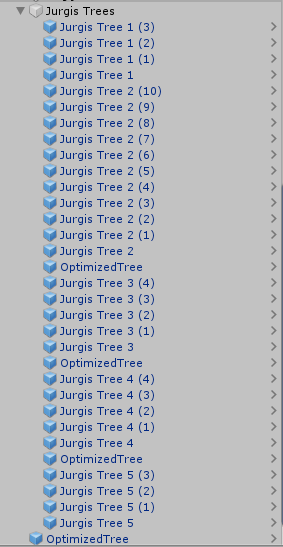 Jurgis Trees
Jurgis Tree 1 (3)
Jurgis Tree 1 (2)
Jurgis Tree 1 (1)
Jurgis Tree 1
Jurgis Tree 2 (10)
Jurgis Tree 2 (9)
Jurgis Tree 2 (8)
Jurgis Tree 2 (7)
Jurgis Tree 2 (6)
Jurgis Tree 2 (5)
Jurgis Tree 2 (4)
Jurgis Tree 2 (3)
Jurgis Tree 2 (2)
Jurgis Tree 2 (1)
Jurgis Tree 2
OptimizedTree
Jurgis Tree 3 (4)
Jurgis Tree 3 (3)
Jurgis Tree 3 (2)
Jurgis Tree 3 (1)
Jurgis Tree 3
OptimizedTree
Jurgis Tree 4 (4)
Jurgis Tree 4 (3)
Jurgis Tree 4 (2)
Jurgis Tree 4 (1)
Jurgis Tree 4
OptimizedTree
Jurgis Tree 5 (3)
Jurgis Tree 5 (2)
Jurgis Tree 5 (1)
Jurgis Tree 5
OptimizedTree